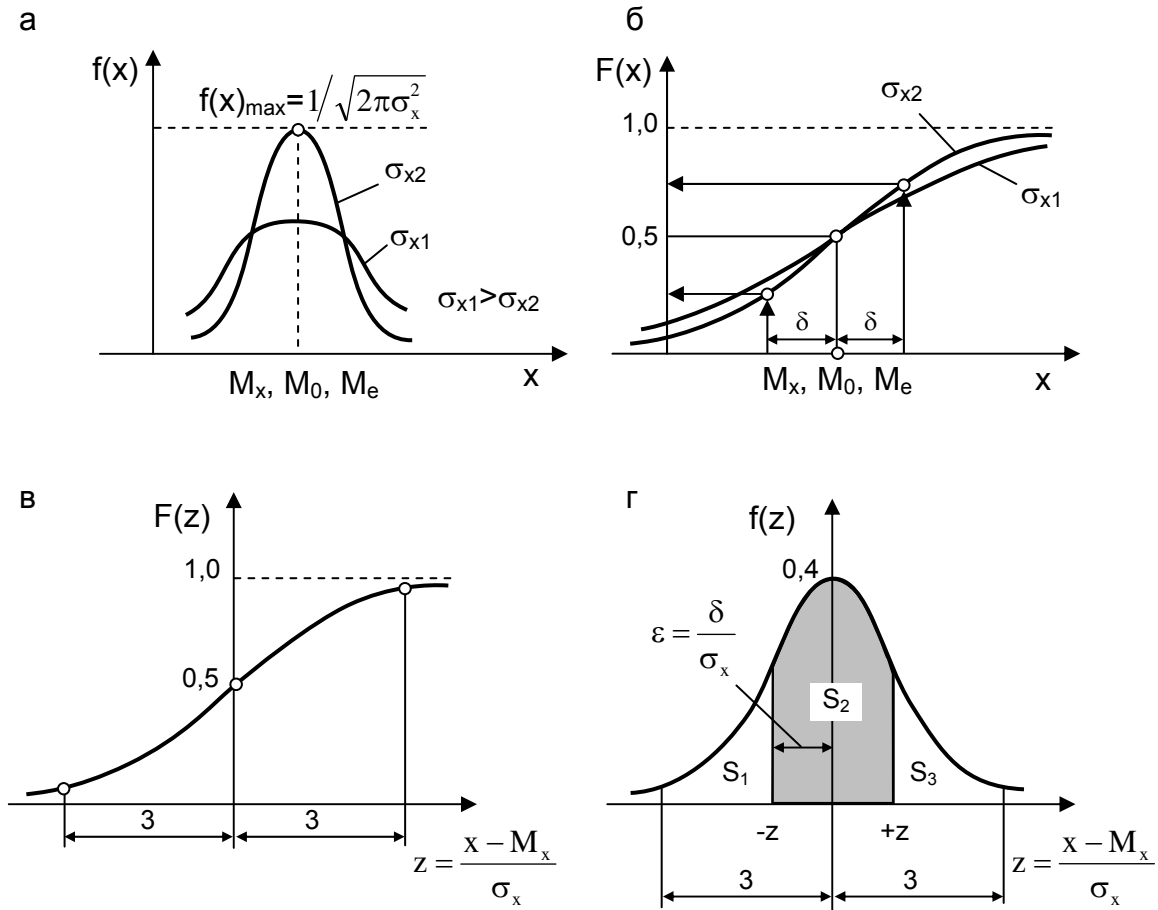 а
f(x)
f(x)max=1/√2πσx²
σx2
σx1
σx1>σx2
x
Mx, M0, Me
б
F(x)
σx2
1,0
σx1
0,5
δ δ
Mx, M0, Me
x
в
F(z)
1,0
0,5
3 3
z = (x − Mx)/σx
г
f(z)
0,4
ε = δ/σx
S2
S1
S3
-z +z
3 3
z = (x − Mx)/σx